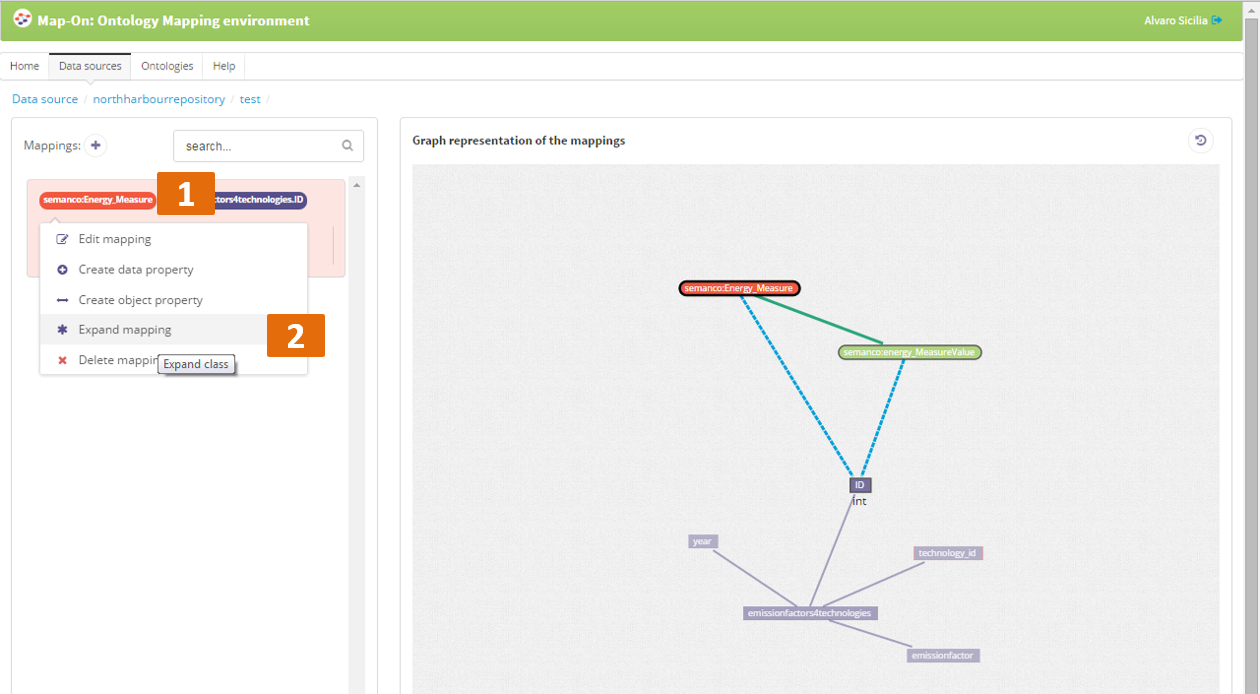 Map-On: Ontology Mapping environment
Alvaro Sicilia
Home
Data sources
Ontologies
Help
Data source / northharbourrepository / test /
Mappings:
search...
Graph representation of the mappings
semanco:Energy_Measure
1
ctors4technologies.ID
Edit mapping
Create data property
Create object property
Expand mapping
2
Delete mappin
Expand class
semanco:Energy_Measure
semanco:energy_MeasureValue
ID
int
year
technology_id
emissionfactors4technologies
emissionfactor